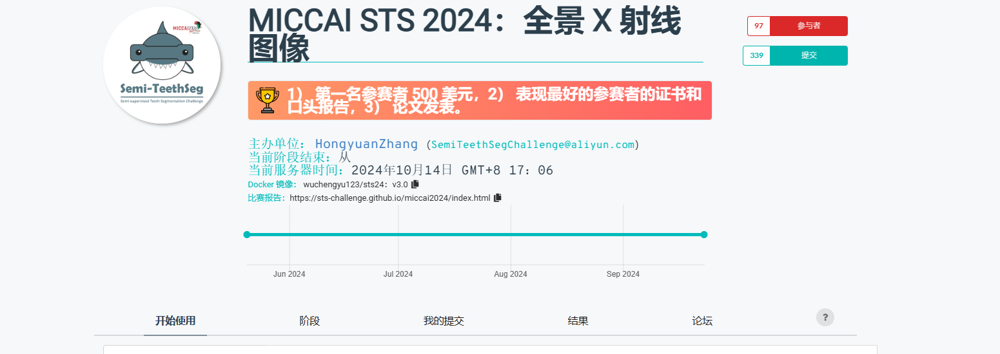 MICCAI STS 2024：全景 X 射线
图像
97 参与者
339 提交
MICCAI2024
Semi-TeethSeg
Semi-supervised Teeth Segmentation Challenge
1） 第一名参赛者 500 美元，2） 表现最好的参赛者的证书和
口头报告，3） 论文发表。
主办单位： HongyuanZhang (SemiTeethSegChallenge@aliyun.com)
当前阶段结束：从
当前服务器时间：2024年10月14日 GMT+8 17：06
Docker 镜像： wuchengyu123/sts24：v3.0
比赛报告：https://sts-challenge.github.io/miccai2024/index.html
Jun 2024 Jul 2024 Aug 2024 Sep 2024
开始使用 阶段 我的提交 结果 论坛 ?